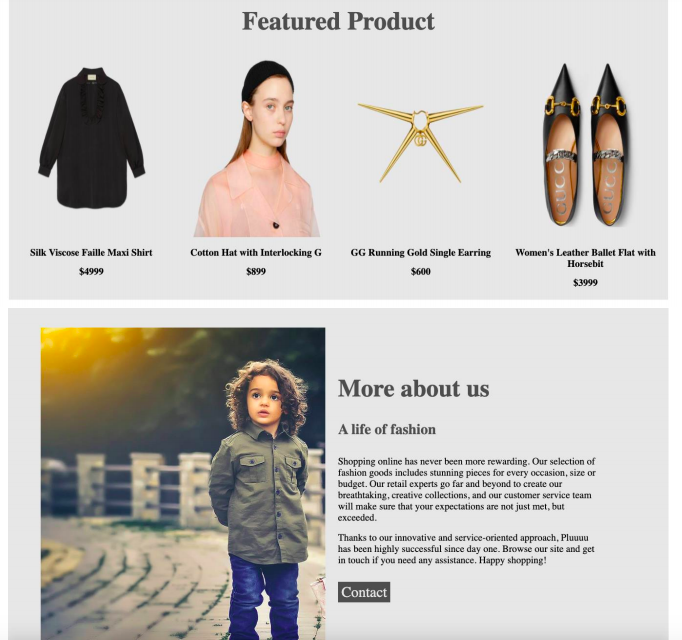 Featured Product
Silk Viscose Faille Maxi Shirt
$4999
Cotton Hat with Interlocking G
$899
GG Running Gold Single Earring
$600
GUCCI GUCCI
Women's Leather Ballet Flat with
Horsebit
$3999
More about us
A life of fashion
Shopping online has never been more rewarding. Our selection of
fashion goods includes stunning pieces for every occasion, size or
budget. Our retail experts go far and beyond to create our
breathtaking, creative collections, and our customer service team
will make sure that your expectations are not just met, but
exceeded.
Thanks to our innovative and service-oriented approach, Pluuuu
has been highly successful since day one. Browse our site and get
in touch if you need any assistance. Happy shopping!
Contact